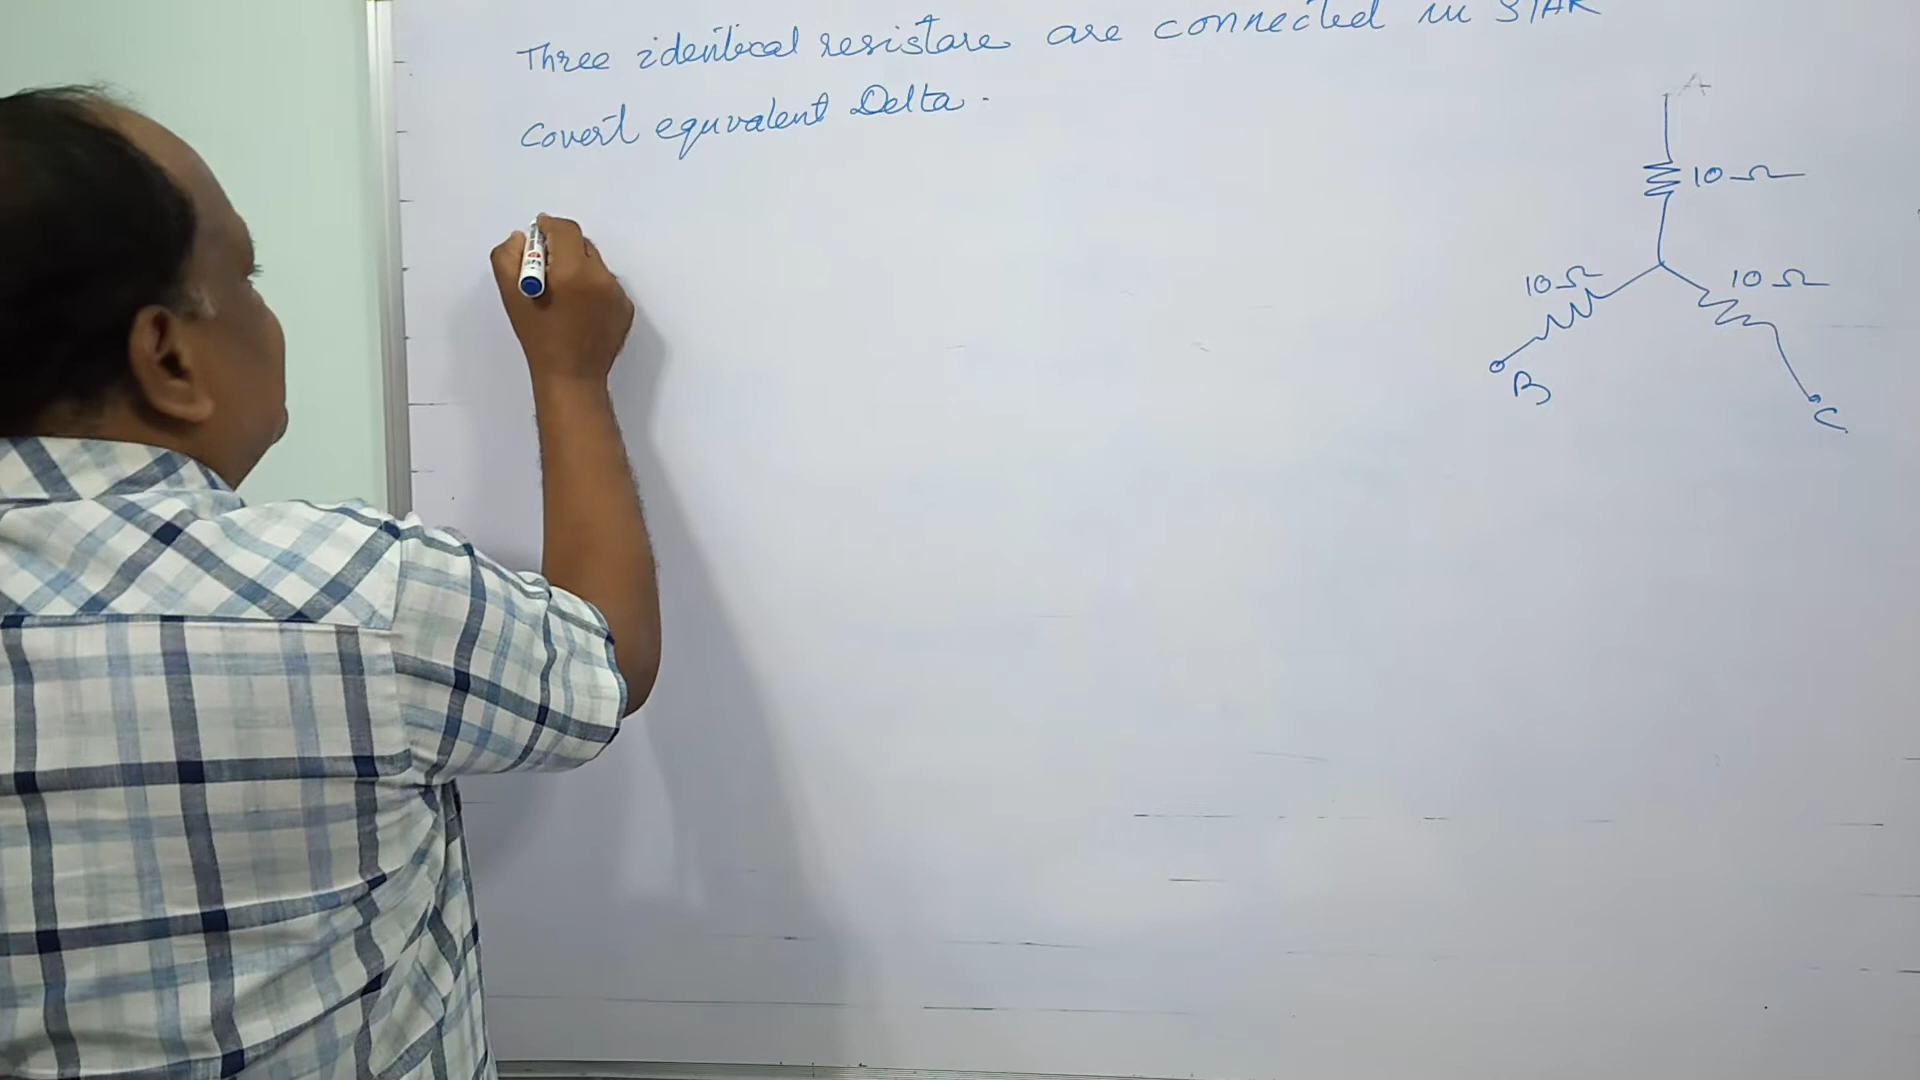 Three identical resistare are connected in STAR
Covert equivalent Delta.
A
10 Ω
10 Ω
10 Ω
B
C